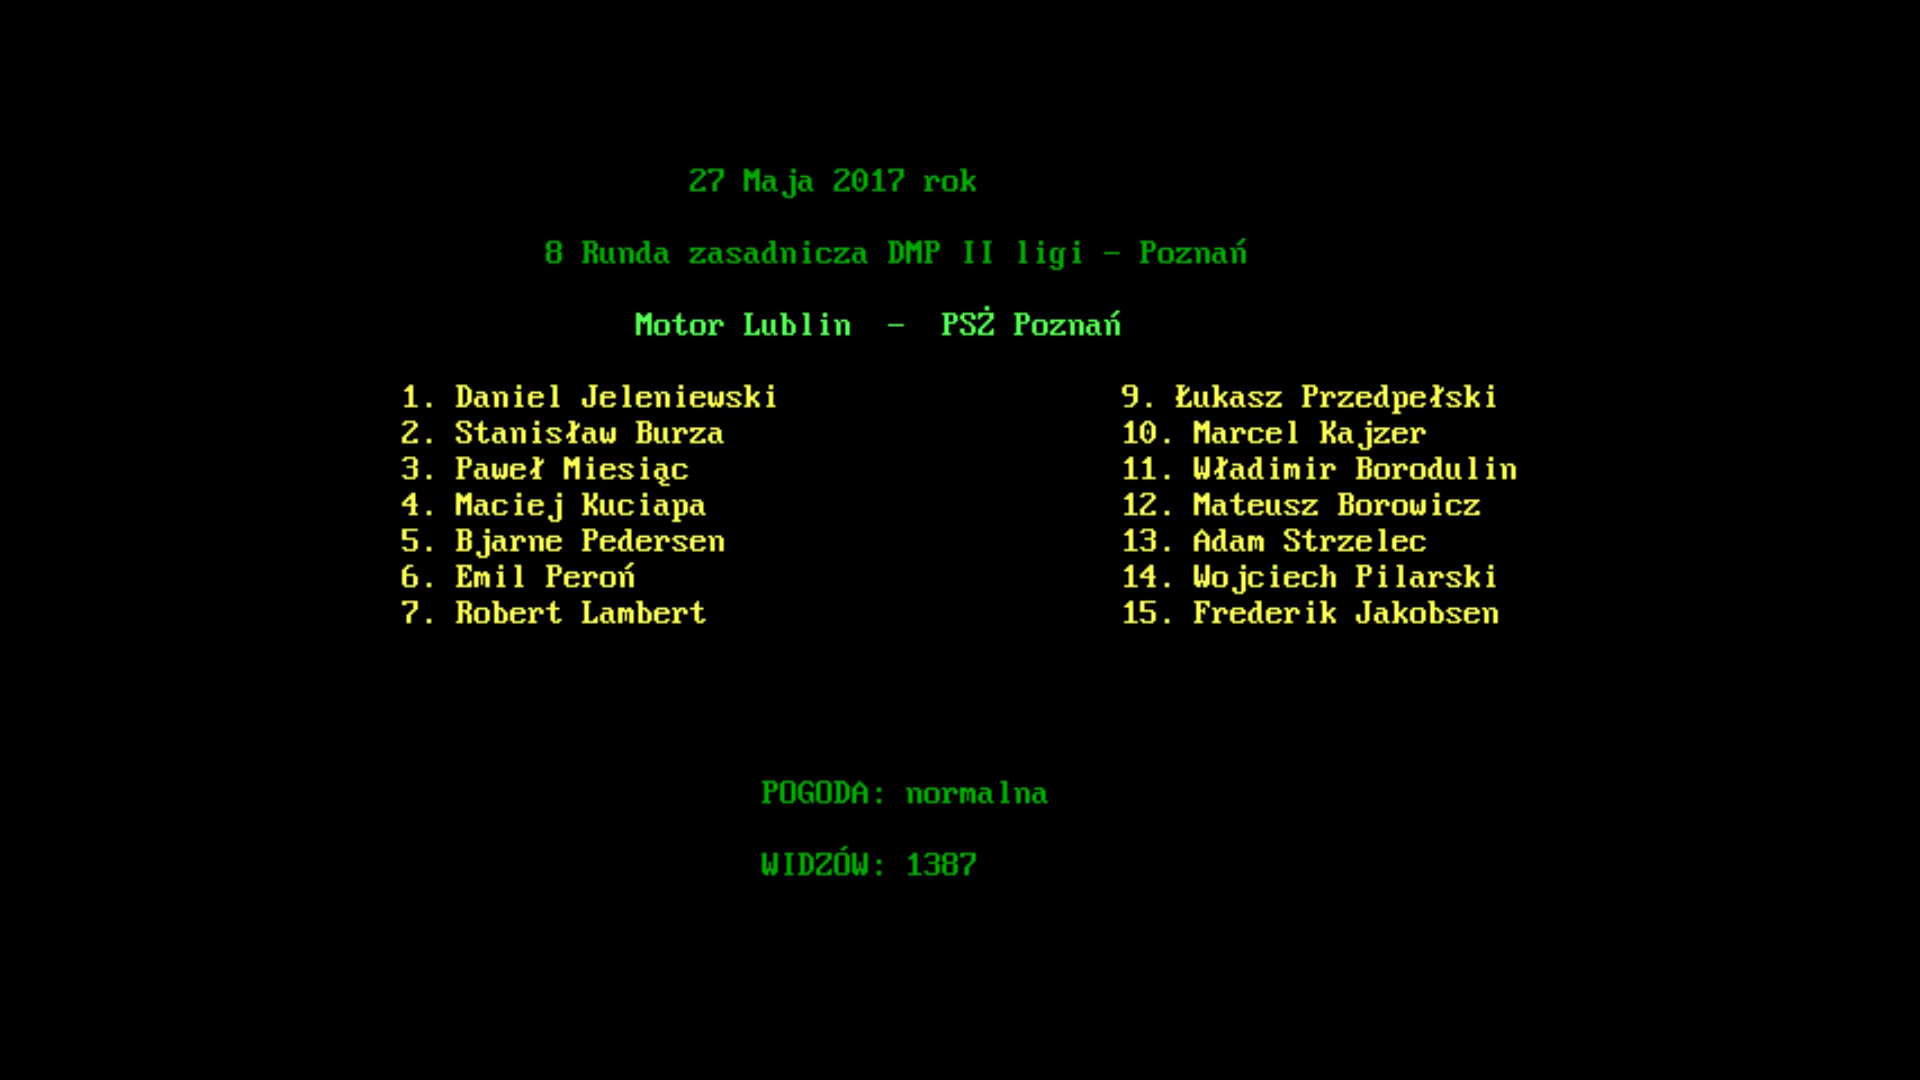 27 Maja 2017 rok
8 Runda zasadnicza DMP II ligi - Poznań
Motor Lublin - PSŻ Poznań
1. Daniel Jeleniewski
2. Stanisław Burza
3. Paweł Miesiąc
4. Maciej Kuciapa
5. Bjarne Pedersen
6. Emil Peroń
7. Robert Lambert
9. Łukasz Przedpełski
10. Marcel Kajzer
11. Władimir Borodulin
12. Mateusz Borowicz
13. Adam Strzelec
14. Wojciech Pilarski
15. Frederik Jakobsen
POGODA: normalna
WIDZÓW: 1387